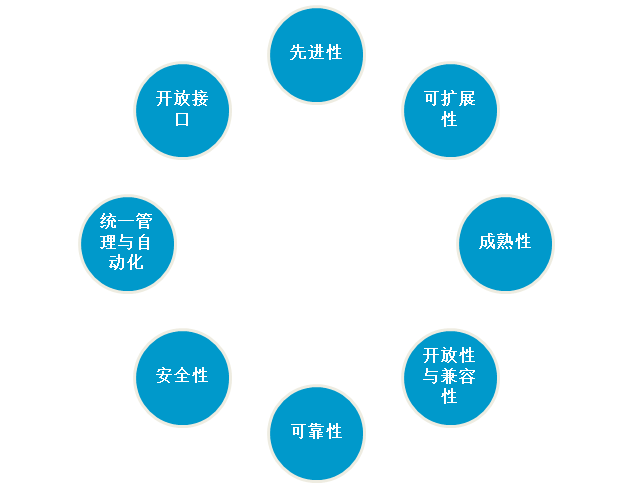 先进性
可扩展
性
成熟性
开放性
与兼容
性
可靠性
安全性
统一管
理与自
动化
开放接
口